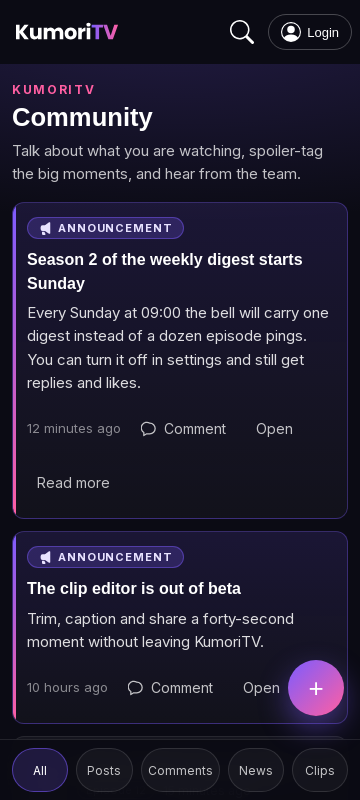 KumoriTV
Login
KUMORITV
Community
Talk about what you are watching, spoiler-tag
the big moments, and hear from the team.
ANNOUNCEMENT
Season 2 of the weekly digest starts
Sunday
Every Sunday at 09:00 the bell will carry one
digest instead of a dozen episode pings.
You can turn it off in settings and still get
replies and likes.
12 minutes ago Comment Open
Read more
ANNOUNCEMENT
The clip editor is out of beta
Trim, caption and share a forty-second
moment without leaving KumoriTV.
10 hours ago Comment Open
+
All Posts Comments News Clips